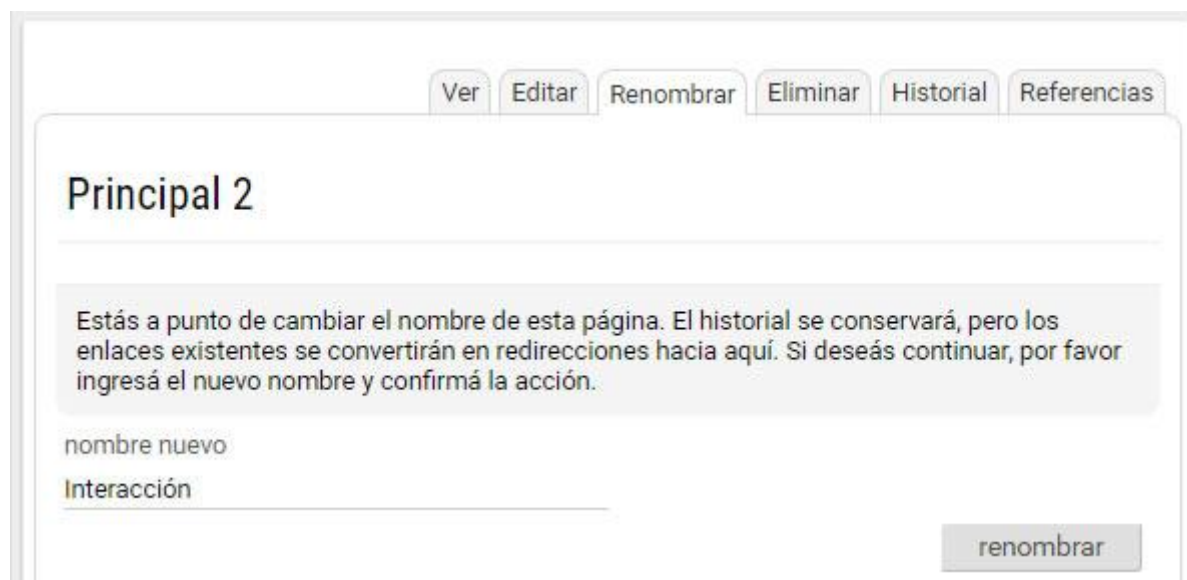 Ver Editar Renombrar Eliminar Historial Referencias
Principal 2
Estás a punto de cambiar el nombre de esta página. El historial se conservará, pero los
enlaces existentes se convertirán en redirecciones hacia aquí. Si deseás continuar, por favor
ingresá el nuevo nombre y confirmá la acción.
nombre nuevo
Interacción
renombrar